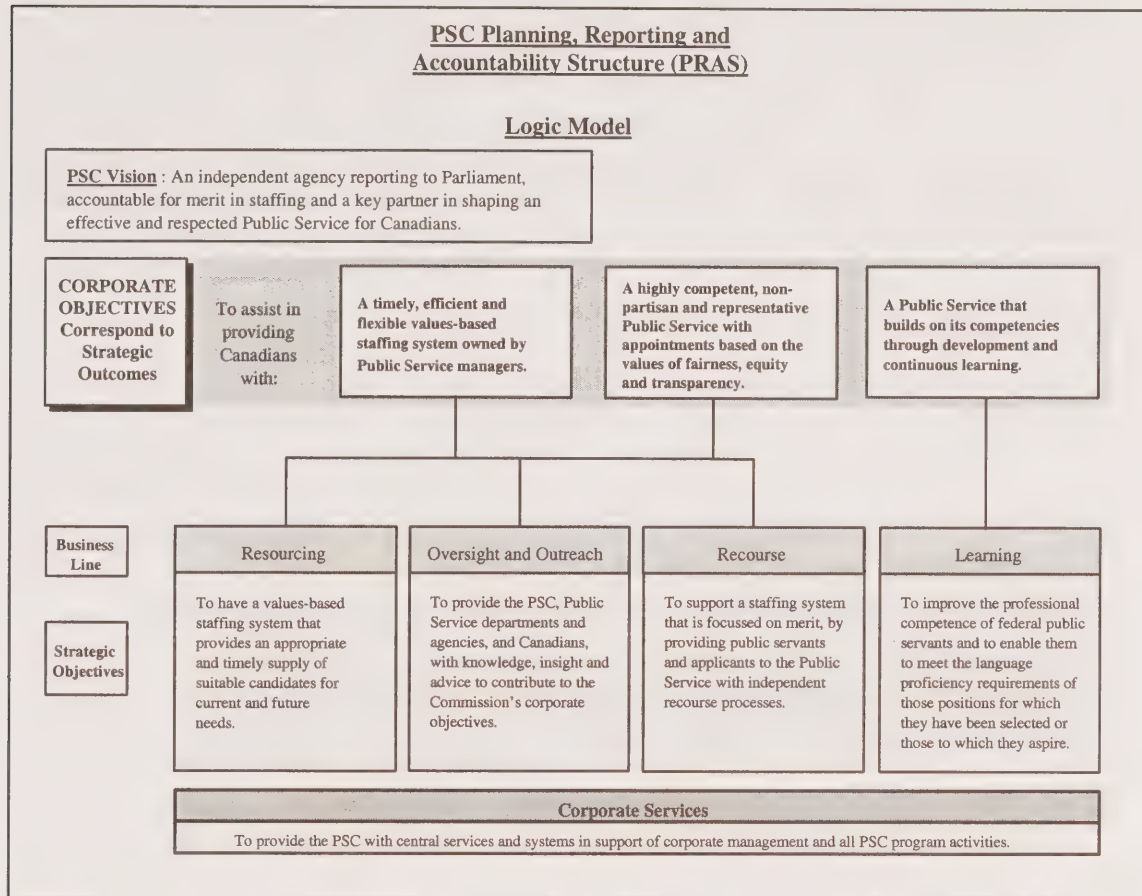 PSC Planning, Reporting and
Accountability Structure (PRAS)
Logic Model
PSC Vision : An independent agency reporting to Parliament,
accountable for merit in staffing and a key partner in shaping an
effective and respected Public Service for Canadians.
CORPORATE
OBJECTIVES
Correspond to
Strategic
Outcomes
To assist in
providing
Canadians
with:
A timely, efficient and
flexible values-based
staffing system owned by
Public Service managers.
A highly competent, non-
partisan and representative
Public Service with
appointments based on the
values of fairness, equity
and transparency.
A Public Service that
builds on its competencies
through development and
continuous learning.
Business
Line
Resourcing
Oversight and Outreach
Recourse
Learning
Strategic
Objectives
To have a values-based
staffing system that
provides an appropriate
and timely supply of
suitable candidates for
current and future
needs.
To provide the PSC, Public
Service departments and
agencies, and Canadians,
with knowledge, insight and
advice to contribute to the
Commission's corporate
objectives.
To support a staffing system
that is focussed on merit, by
providing public servants
and applicants to the Public
Service with independent
recourse processes.
To improve the professional
competence of federal public
servants and to enable them
to meet the language
proficiency requirements of
those positions for which
they have been selected or
those to which they aspire.
Corporate Services
To provide the PSC with central services and systems in support of corporate management and all PSC program activities.